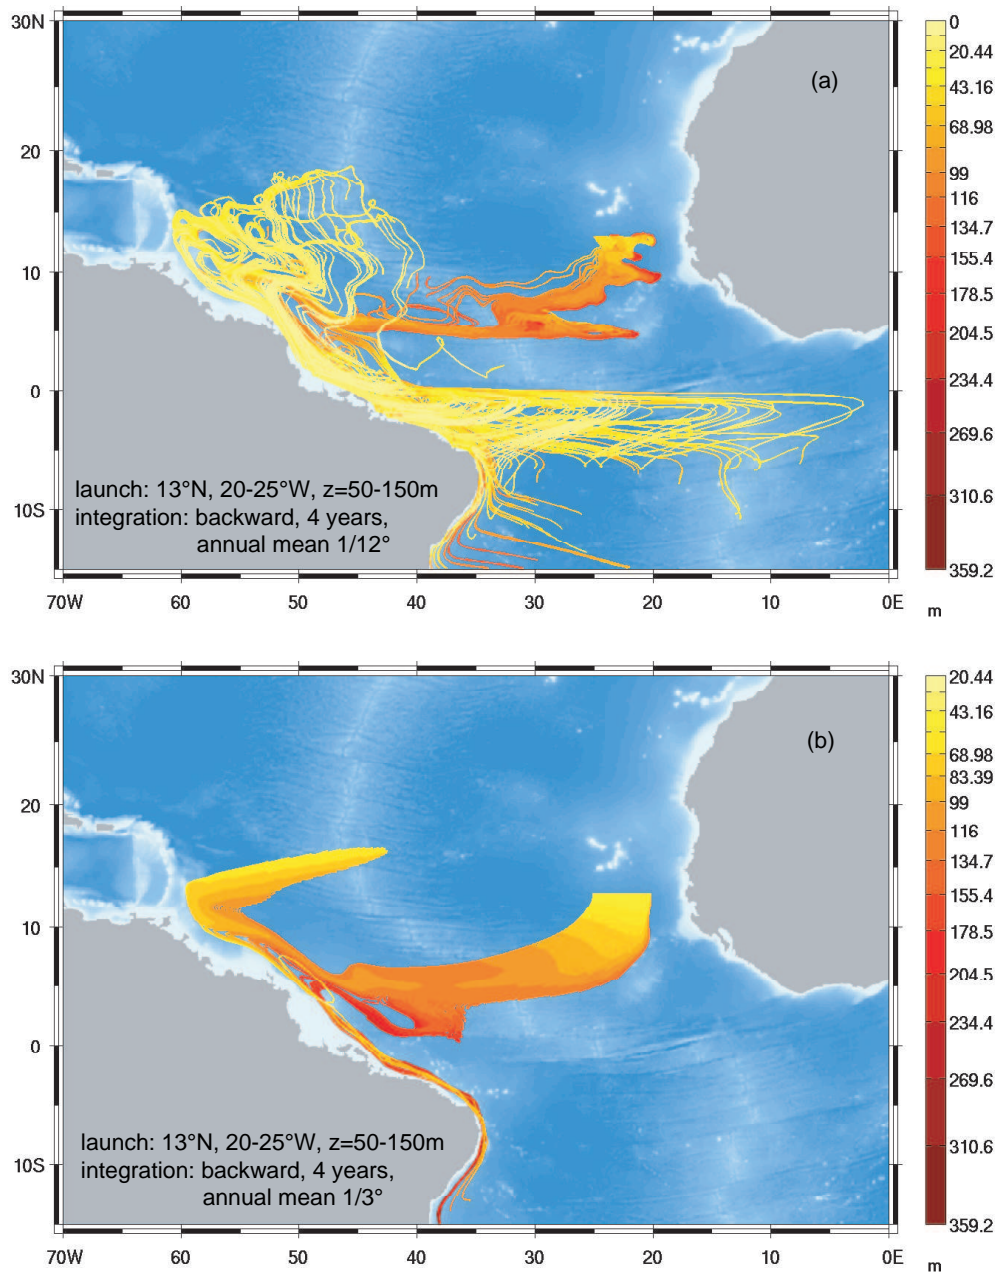 30N
20
10
0
10S
70W 60 50 40 30 20 10 0E
(a)
launch: 13°N, 20-25°W, z=50-150m
integration: backward, 4 years,
annual mean 1/12°
0
20.44
43.16
68.98
99
116
134.7
155.4
178.5
204.5
234.4
269.6
310.6
359.2
m
30N
20
10
0
10S
70W 60 50 40 30 20 10 0E
(b)
launch: 13°N, 20-25°W, z=50-150m
integration: backward, 4 years,
annual mean 1/3°
20.44
43.16
68.98
83.39
99
116
134.7
155.4
178.5
204.5
234.4
269.6
310.6
359.2
m